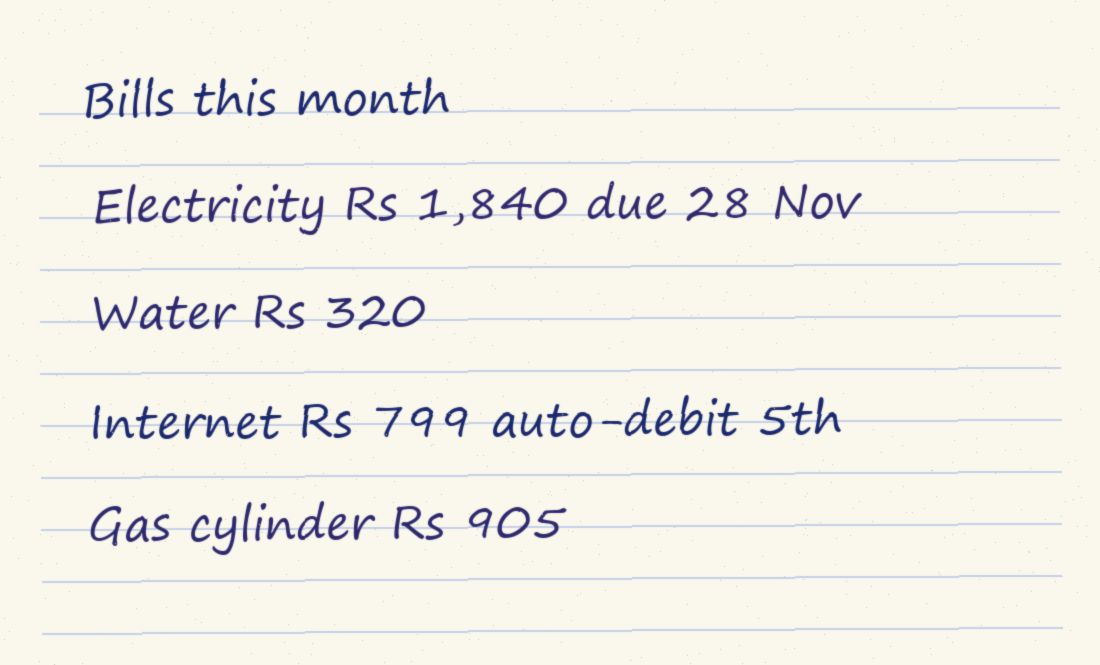 Bills this month
Electricity Rs 1,840 due 28 Nov
Water Rs 320
Internet Rs 799 auto-debit 5th
Gas cylinder Rs 905